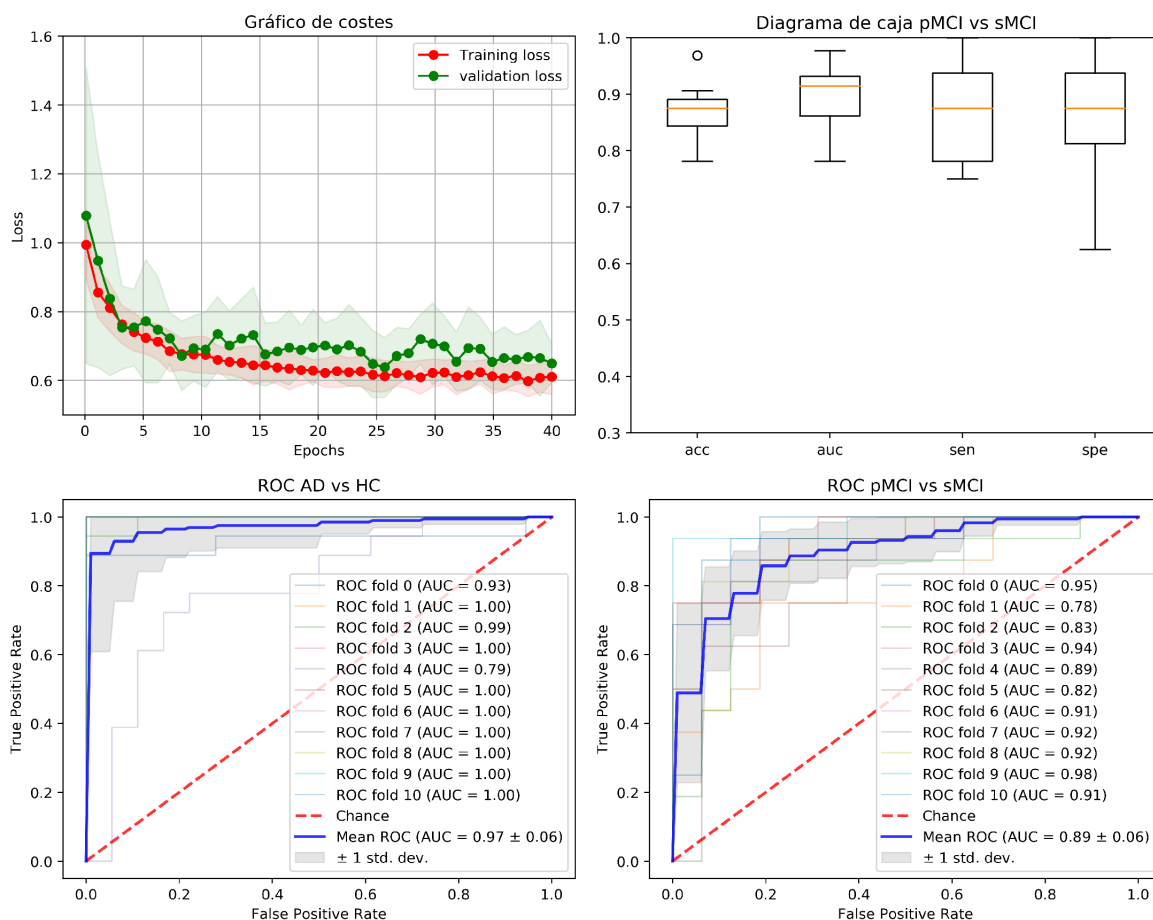 Gráfico de costes
1.6
1.4
1.2
1.0
0.8
0.6
Loss
0 5 10 15 20 25 30 35 40
Epochs
Training loss
validation loss
Diagrama de caja pMCI vs sMCI
1.0
0.9
0.8
0.7
0.6
0.5
0.4
0.3
acc auc sen spe
ROC AD vs HC
1.0
0.8
0.6
0.4
0.2
0.0
True Positive Rate
0.0 0.2 0.4 0.6 0.8 1.0
False Positive Rate
ROC fold 0 (AUC = 0.93)
ROC fold 1 (AUC = 1.00)
ROC fold 2 (AUC = 0.99)
ROC fold 3 (AUC = 1.00)
ROC fold 4 (AUC = 0.79)
ROC fold 5 (AUC = 1.00)
ROC fold 6 (AUC = 1.00)
ROC fold 7 (AUC = 1.00)
ROC fold 8 (AUC = 1.00)
ROC fold 9 (AUC = 1.00)
ROC fold 10 (AUC = 1.00)
Chance
Mean ROC (AUC = 0.97 ± 0.06)
± 1 std. dev.
ROC pMCI vs sMCI
1.0
0.8
0.6
0.4
0.2
0.0
True Positive Rate
0.0 0.2 0.4 0.6 0.8 1.0
False Positive Rate
ROC fold 0 (AUC = 0.95)
ROC fold 1 (AUC = 0.78)
ROC fold 2 (AUC = 0.83)
ROC fold 3 (AUC = 0.94)
ROC fold 4 (AUC = 0.89)
ROC fold 5 (AUC = 0.82)
ROC fold 6 (AUC = 0.91)
ROC fold 7 (AUC = 0.92)
ROC fold 8 (AUC = 0.92)
ROC fold 9 (AUC = 0.98)
ROC fold 10 (AUC = 0.91)
Chance
Mean ROC (AUC = 0.89 ± 0.06)
± 1 std. dev.